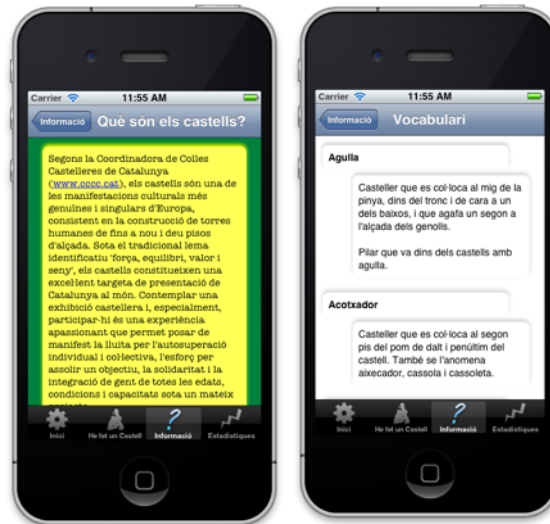 Carrier 11:55 AM
Informació Què són els castells?
Segons la Coordinadora de Colles
Castelleres de Catalunya
(www.cccc.cat), els castells són una de
les manifestacions culturals més
genuïnes i singulars d'Europa,
consistent en la construcció de torres
humanes de fins a nou i deu pisos
d'alçada. Sota el tradicional lema
identificatiu 'força, equilibri, valor i
seny', els castells constitueixen una
excel·lent targeta de presentació de
Catalunya al món. Contemplar una
exhibició castellera i, especialment,
participar-hi és una experiència
apassionant que permet posar de
manifest la lluita per l'autosuperació
individual i col·lectiva, l'esforç per
assolir un objectiu, la solidaritat i la
integració de gent de totes les edats,
condicions i capacitats sota un mateix
Inici He fet un Castell Informació Estadístiques
Carrier 11:55 AM
Informació Vocabulari
Agulla
Casteller que es col·loca al mig de la
pinya, dins del tronc i de cara a un
dels baixos, i que agafa un segon a
l'alçada dels genolls.
Pilar que va dins dels castells amb
agulla.
Acotxador
Casteller que es col·loca al segon
pis del pom de dalt i penúltim del
castell. També se l'anomena
aixecador, cassola i cassoleta.
Inici He fet un Castell Informació Estadístiques